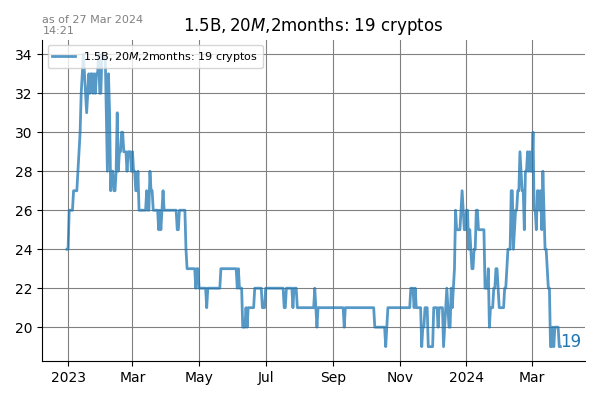 as of 27 Mar 2024
14:21
1.5B, 20M,2months: 19 cryptos
1.5B, 20M,2months: 19 cryptos
34
32
30
28
26
24
22
20
19
2023 Mar May Jul Sep Nov 2024 Mar